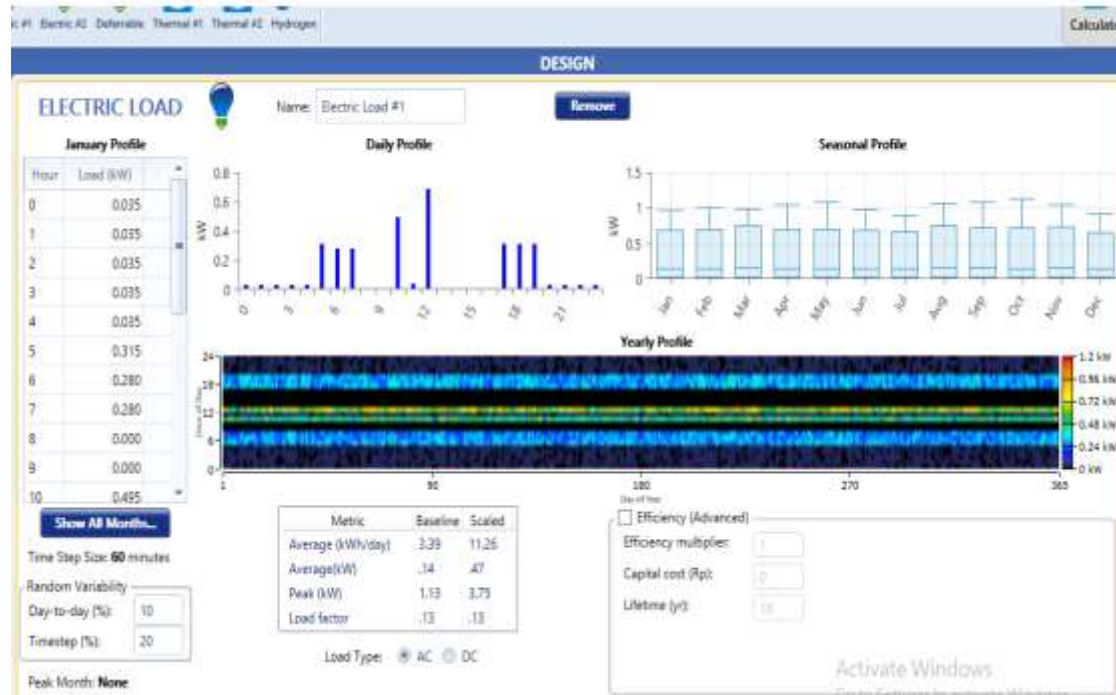 Electric #2 Deferrable Thermal #1 Thermal #2 Hydrogen
Calculate
DESIGN
ELECTRIC LOAD
Name: Electric Load #1
Remove
January Profile
Hour Load (kW)
0 0.035
1 0.035
2 0.035
3 0.035
4 0.035
5 0.315
6 0.280
7 0.280
8 0.000
9 0.000
10 0.495
Show All Months...
Time Step Size: 60 minutes
Random Variability
Day-to-day (%): 10
Timestep (%): 20
Peak Month: None
Daily Profile
kW
0.8
0.6
0.4
0.2
0
0 3 6 9 12 15 18 21
Seasonal Profile
kW
1.5
1
0.5
0
Jan Feb Mar Apr May Jun Jul Aug Sep Oct Nov Dec
Yearly Profile
Hour of Day
24
18
12
6
0
1 90 180 270 365
Day of Year
1.2 kW
0.96 kW
0.72 kW
0.48 kW
0.24 kW
0 kW
Metric Baseline Scaled
Average (kWh/day) 3.39 11.26
Average(kW) .14 .47
Peak (kW) 1.13 3.75
Load factor .13 .13
Load Type: AC DC
Efficiency (Advanced)
Efficiency multiplier: 1
Capital cost (Rp): 0
Lifetime (yr): 10
Activate Windows